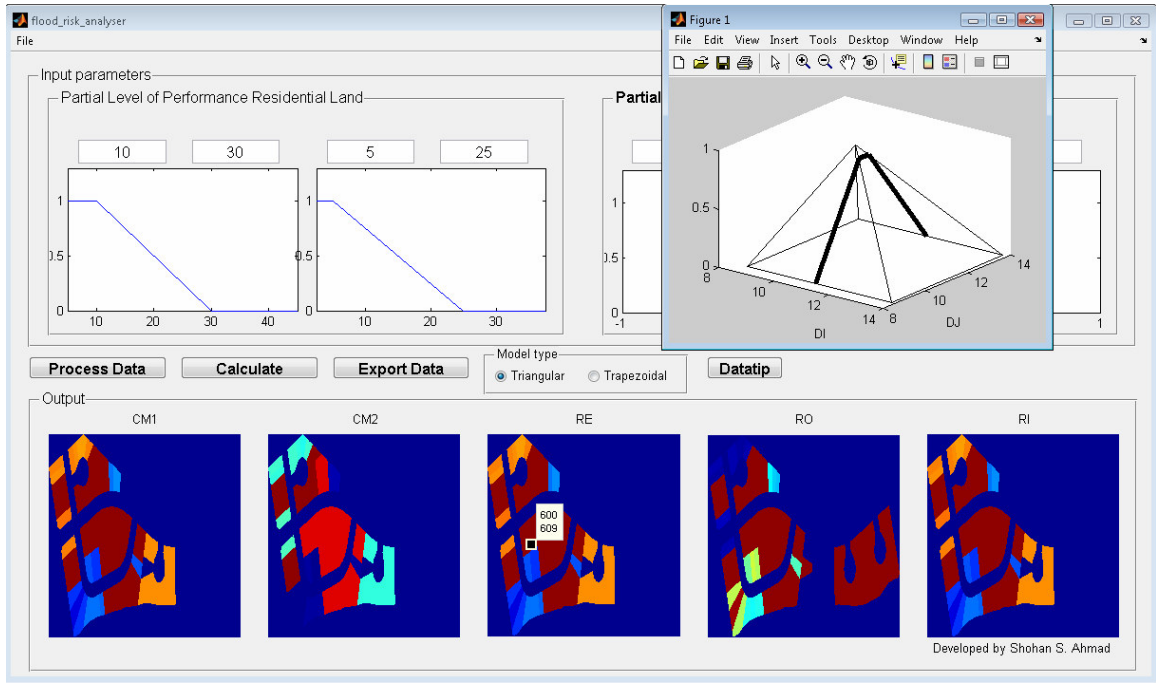 flood_risk_analyser
File
Input parameters
Partial Level of Performance Residential Land
10 30 5 25
1
0.5
0
10 20 30 40
1
0.5
0
10 20 30
Partial
1
0.5
0
-1
1
Figure 1
File Edit View Insert Tools Desktop Window Help
1
0.5
0
8
10
12
14
DI
8
10
12
14
DJ
Process Data
Calculate
Export Data
Model type
Triangular Trapezoidal
Datatip
Output
CM1 CM2 RE RO RI
600
609
Developed by Shohan S. Ahmad